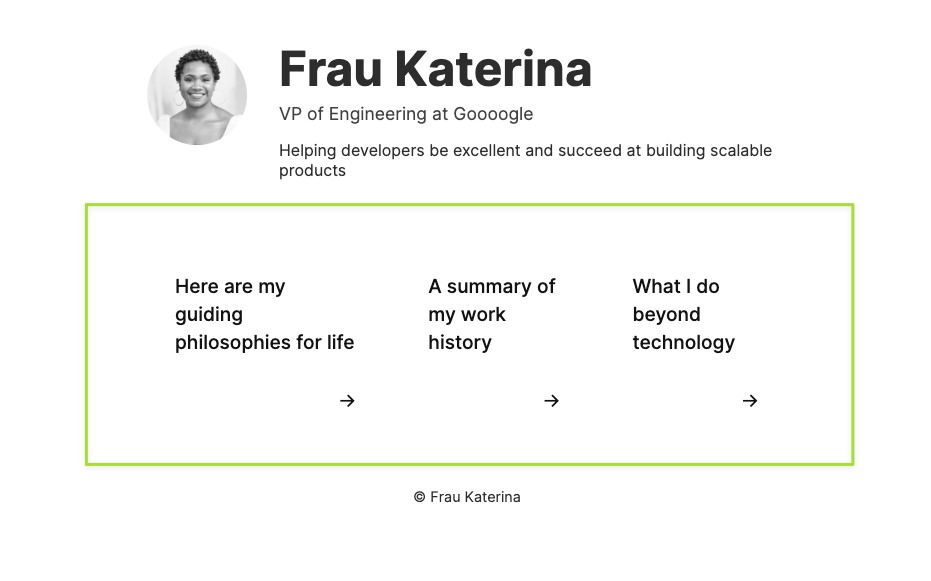 Frau Katerina
VP of Engineering at Goooogle
Helping developers be excellent and succeed at building scalable
products
Here are my
guiding
philosophies for life
→
A summary of
my work
history
→
What I do
beyond
technology
→
© Frau Katerina